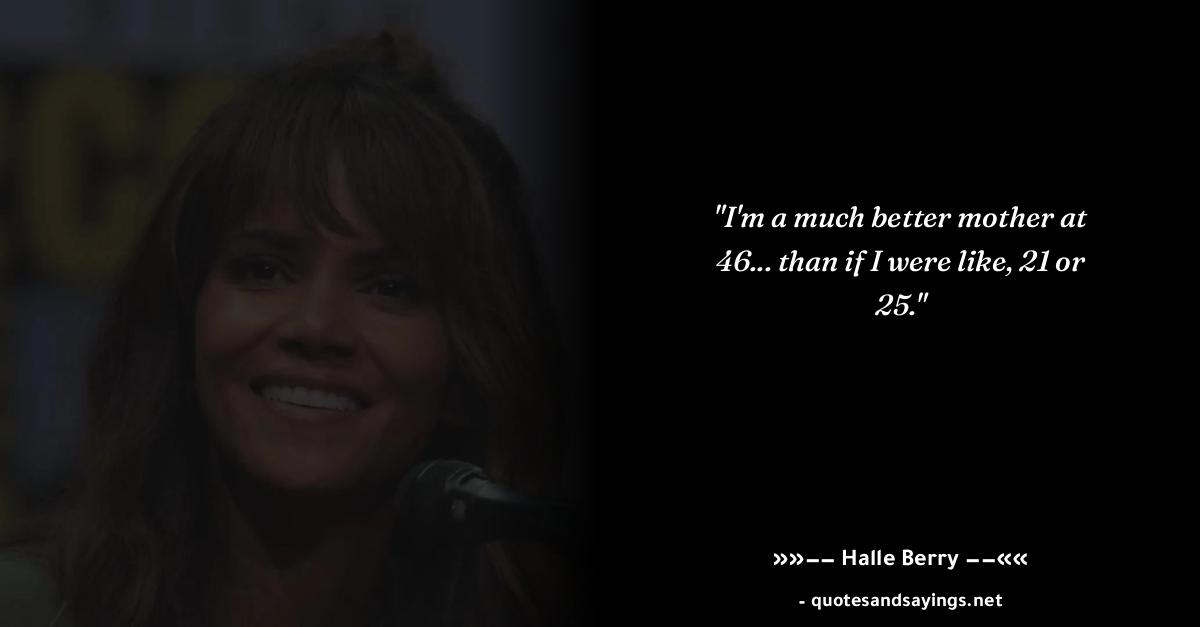 "I'm a much better mother at
46... than if I were like, 21 or
25."
»»–– Halle Berry ––««
- quotesandsayings.net